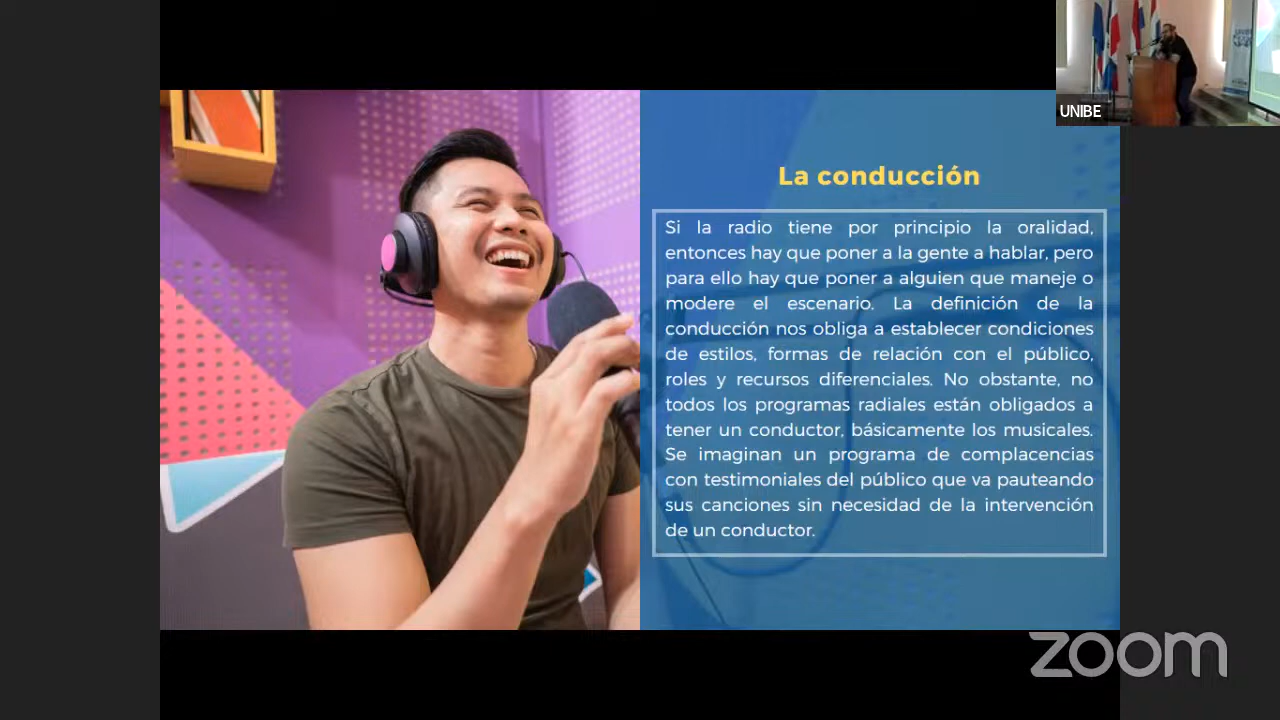 UNIBE
La conducción
Si la radio tiene por principio la oralidad,
entonces hay que poner a la gente a hablar, pero
para ello hay que poner a alguien que maneje o
modere el escenario. La definición de la
conducción nos obliga a establecer condiciones
de estilos, formas de relación con el público,
roles y recursos diferenciales. No obstante, no
todos los programas radiales están obligados a
tener un conductor, básicamente los musicales.
Se imaginan un programa de complacencias
con testimoniales del público que va pauteando
sus canciones sin necesidad de la intervención
de un conductor.
zoom